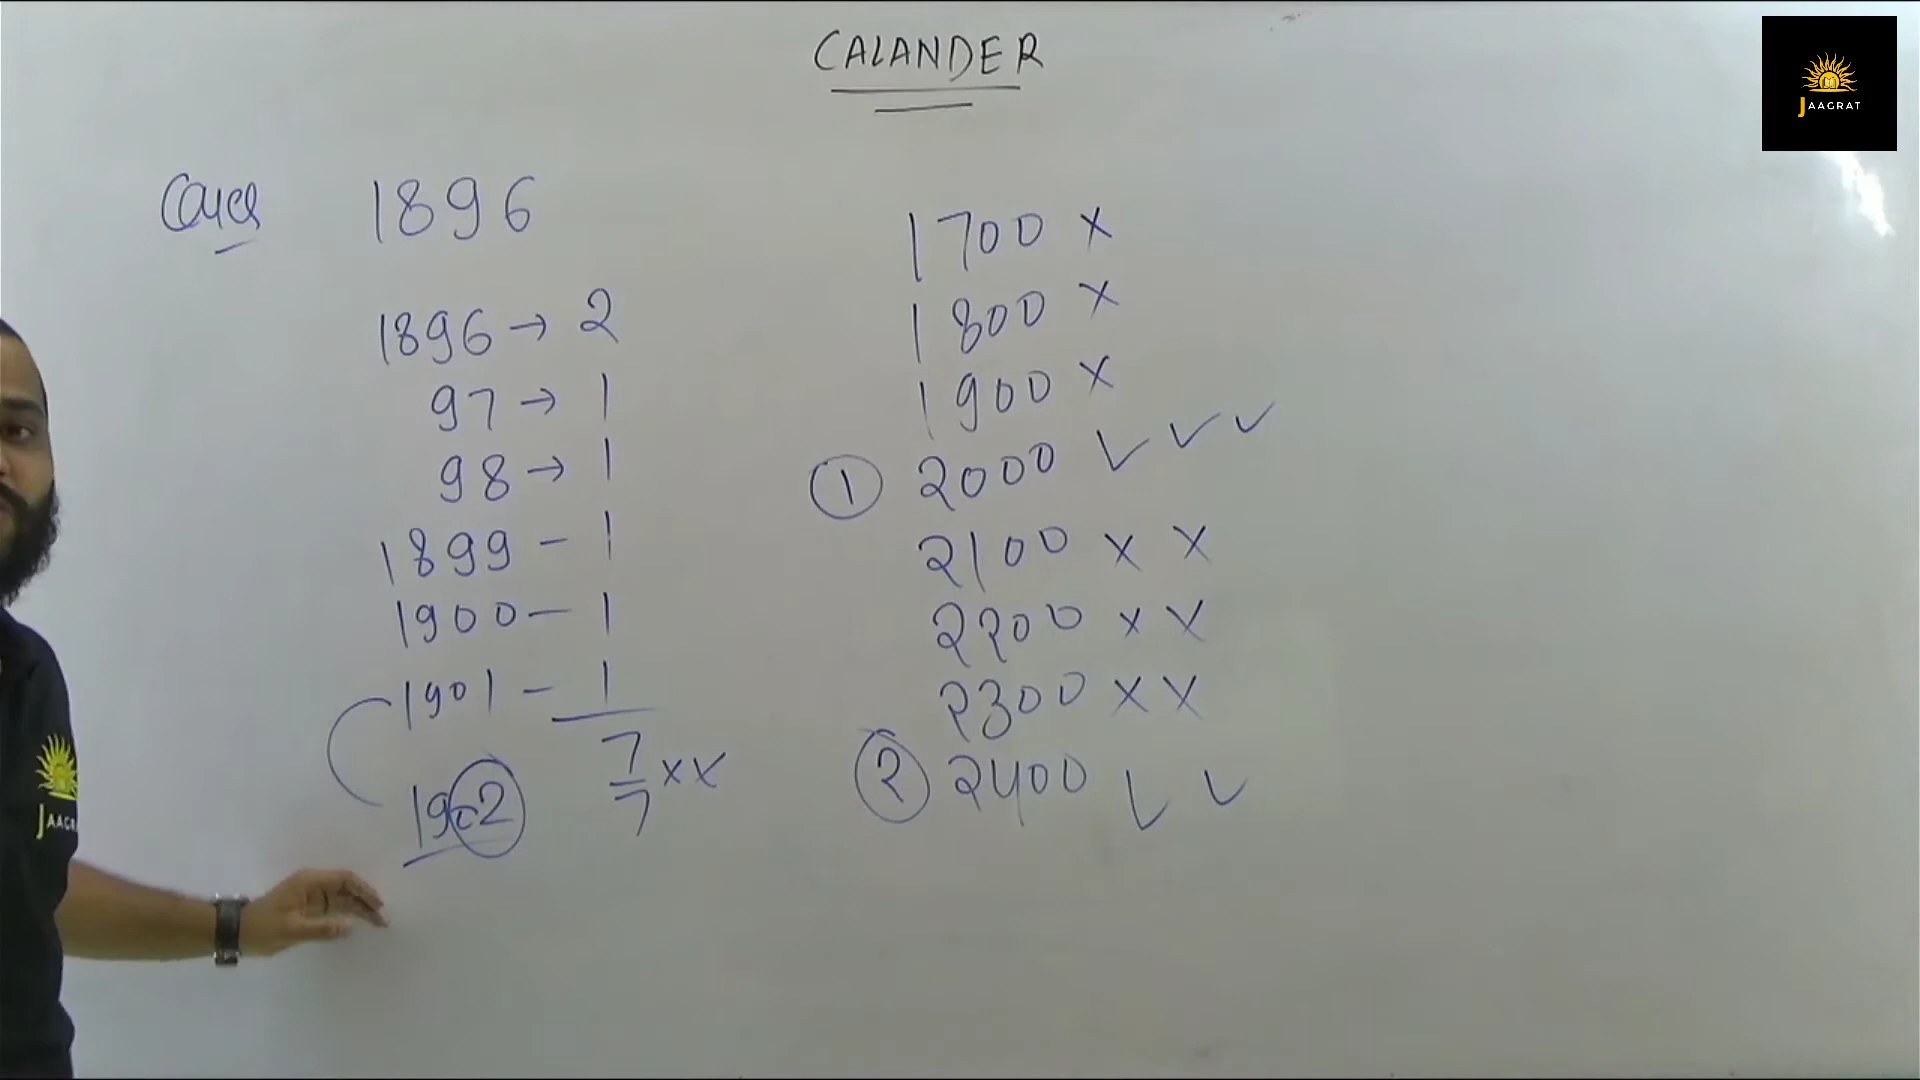 CALANDER
JAAGRAT
1896
1896 → 2
97 → 1
98 → 1
1899 - 1
1900 - 1
1901 - 1
7/7 xx
1902
1700 x
1800 x
1900 x
① 2000 ✓ ✓ ✓
2100 x x
2200 x x
2300 x x
② 2400 ✓ ✓